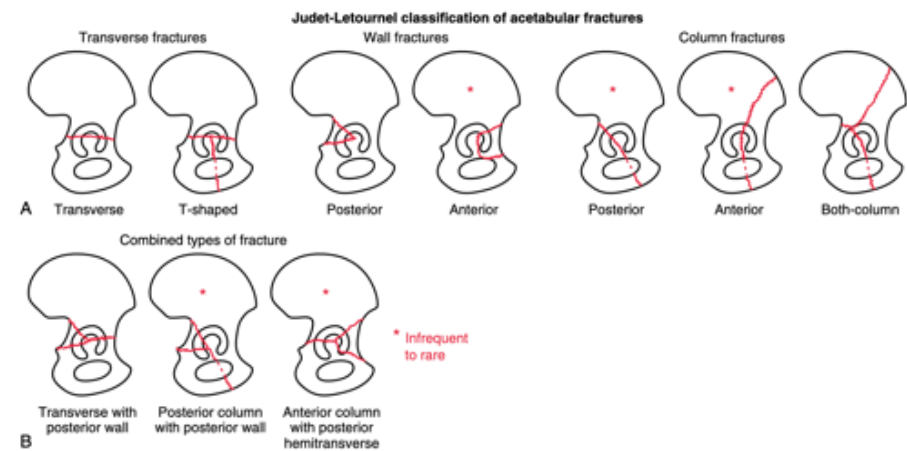 Judet-Letournel classification of acetabular fractures
Transverse fractures
Wall fractures
Column fractures
*
*
*
A
Transverse
T-shaped
Posterior
Anterior
Posterior
Anterior
Both-column
Combined types of fracture
*
*
* Infrequent
to rare
Transverse with
posterior wall
Posterior column
with posterior wall
Anterior column
with posterior
hemitransverse
B